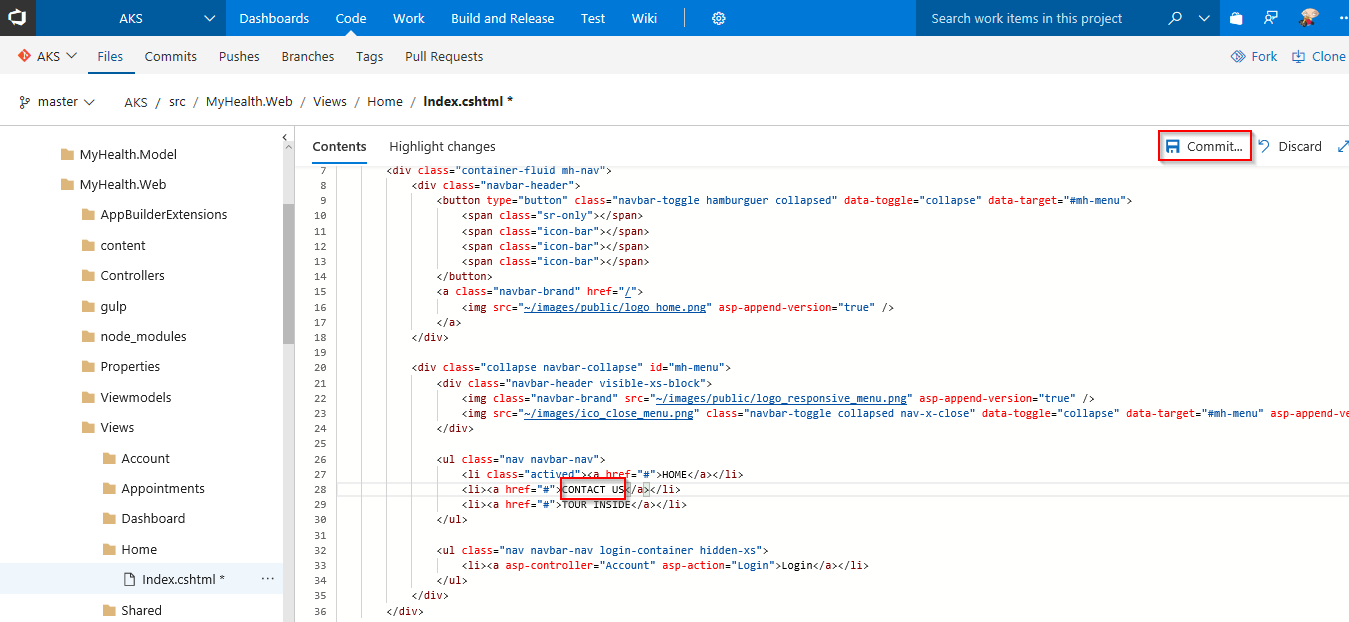 AKS Dashboards Code Work Build and Release Test Wiki Search work items in this project
AKS Files Commits Pushes Branches Tags Pull Requests Fork Clone
master AKS / src / MyHealth.Web / Views / Home / Index.cshtml *
Contents Highlight changes Commit... Discard
MyHealth.Model
MyHealth.Web
AppBuilderExtensions
content
Controllers
gulp
node_modules
Properties
Viewmodels
Views
Account
Appointments
Dashboard
Home
Index.cshtml * ...
Shared
7 <div class="container-fluid mh-nav">
8 <div class="navbar-header">
9 <button type="button" class="navbar-toggle hamburguer collapsed" data-toggle="collapse" data-target="#mh-menu">
10 <span class="sr-only"></span>
11 <span class="icon-bar"></span>
12 <span class="icon-bar"></span>
13 <span class="icon-bar"></span>
14 </button>
15 <a class="navbar-brand" href="/">
16 <img src="~/images/public/logo_home.png" asp-append-version="true" />
17 </a>
18 </div>
19
20 <div class="collapse navbar-collapse" id="mh-menu">
21 <div class="navbar-header visible-xs-block">
22 <img class="navbar-brand" src="~/images/public/logo_responsive_menu.png" asp-append-version="true" />
23 <img src="~/images/ico_close_menu.png" class="navbar-toggle collapsed nav-x-close" data-toggle="collapse" data-target="#mh-menu" asp-append-ve
24 </div>
25
26 <ul class="nav navbar-nav">
27 <li class="actived"><a href="#">HOME</a></li>
28 <li><a href="#">CONTACT US</a></li>
29 <li><a href="#">TOUR INSIDE</a></li>
30 </ul>
31
32 <ul class="nav navbar-nav login-container hidden-xs">
33 <li><a asp-controller="Account" asp-action="Login">Login</a></li>
34 </ul>
35 </div>
36 </div>